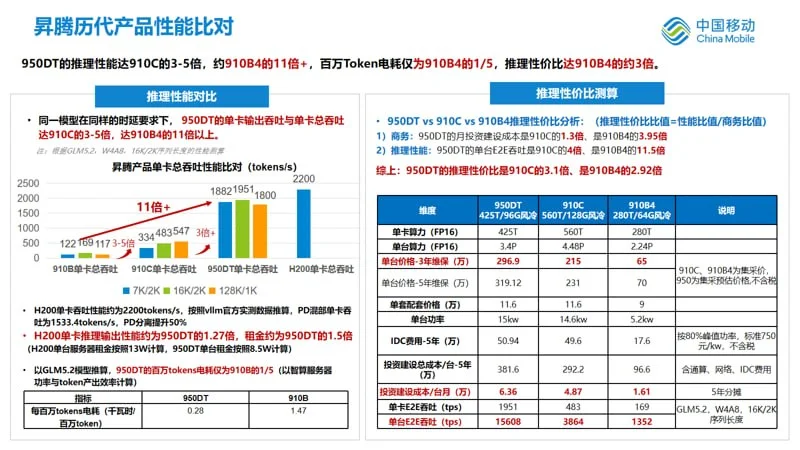 昇腾历代产品性能比对
中国移动
China Mobile
950DT的推理性能达910C的3-5倍，约910B4的11倍+，百万Token电耗仅为910B4的1/5，推理性价比达910B4的约3倍。
推理性能对比
• 同一模型在同样的时延要求下，950DT的单卡输出吞吐与单卡总吞吐
达910C的3-5倍，达910B4的11倍以上。
注：根据GLM5.2、W4A8、16K/2K序列长度的性能测算
昇腾产品单卡总吞吐性能比对（tokens/s）
2500
2000
1500
1000
500
0
122 169 117
334 483 547
1882 1951 1800
2200
11倍+
3-5倍
3倍+
910B单卡总吞吐 910C单卡总吞吐 950DT单卡总吞吐 H200单卡总吞吐
7K/2K 16K/2K 128K/1K
• H200单卡吞吐性能约为2200tokens/s，按照vllm官方实测数据推算，PD混部单卡吞
吐为1533.4tokens/s，PD分离提升50%
• H200单卡推理输出性能约为950DT的1.27倍，租金约为950DT的1.5倍
（H200单台服务器租金按照13W计算，950DT单台租金按照8.5W计算）
• 以GLM5.2模型推算，950DT的百万tokens电耗仅为910B的1/5（以智算服务器
功率与token产出效率计算）
指标 950DT 910B
每百万tokens电耗（千瓦时/
百万token） 0.28 1.47
推理性价比测算
• 950DT vs 910C vs 910B4推理性价比分析：（推理性价比比值=性能比值/商务比值）
1）商务：950DT的月投资建设成本是910C的1.3倍、是910B4的3.95倍
2）推理性能：950DT的单台E2E吞吐是910C的4倍、是910B4的11.5倍
综上：950DT的推理性价比是910C的3.1倍、是910B4的2.92倍
维度 950DT 425T/96G风冷 910C 560T/128G风冷 910B4 280T/64G风冷 说明
单卡算力（FP16） 425T 560T 280T
单台算力（FP16） 3.4P 4.48P 2.24P
单台价格-3年维保（万） 296.9 215 65
910C、910B4为集采价，
950为集采预估价格,不含税
单台价格-5年维保（万） 319.12 231 70
单套配套价格（万） 11.6 11.6 9
单台功率 15kw 14.6kw 5.2kw
IDC费用-5年（万） 50.94 49.6 17.6 按80%峰值功率，标准750
元/kw，不含税
投资建设总成本/台-5年
（万） 381.6 292.2 96.6 含通算、网络、IDC费用
投资建设成本/台月（万） 6.36 4.87 1.61 5年分摊
单卡E2E吞吐（tps） 1951 483 169 GLM5.2，W4A8，16K/2K
序列长度
单台E2E吞吐（tps） 15608 3864 1352